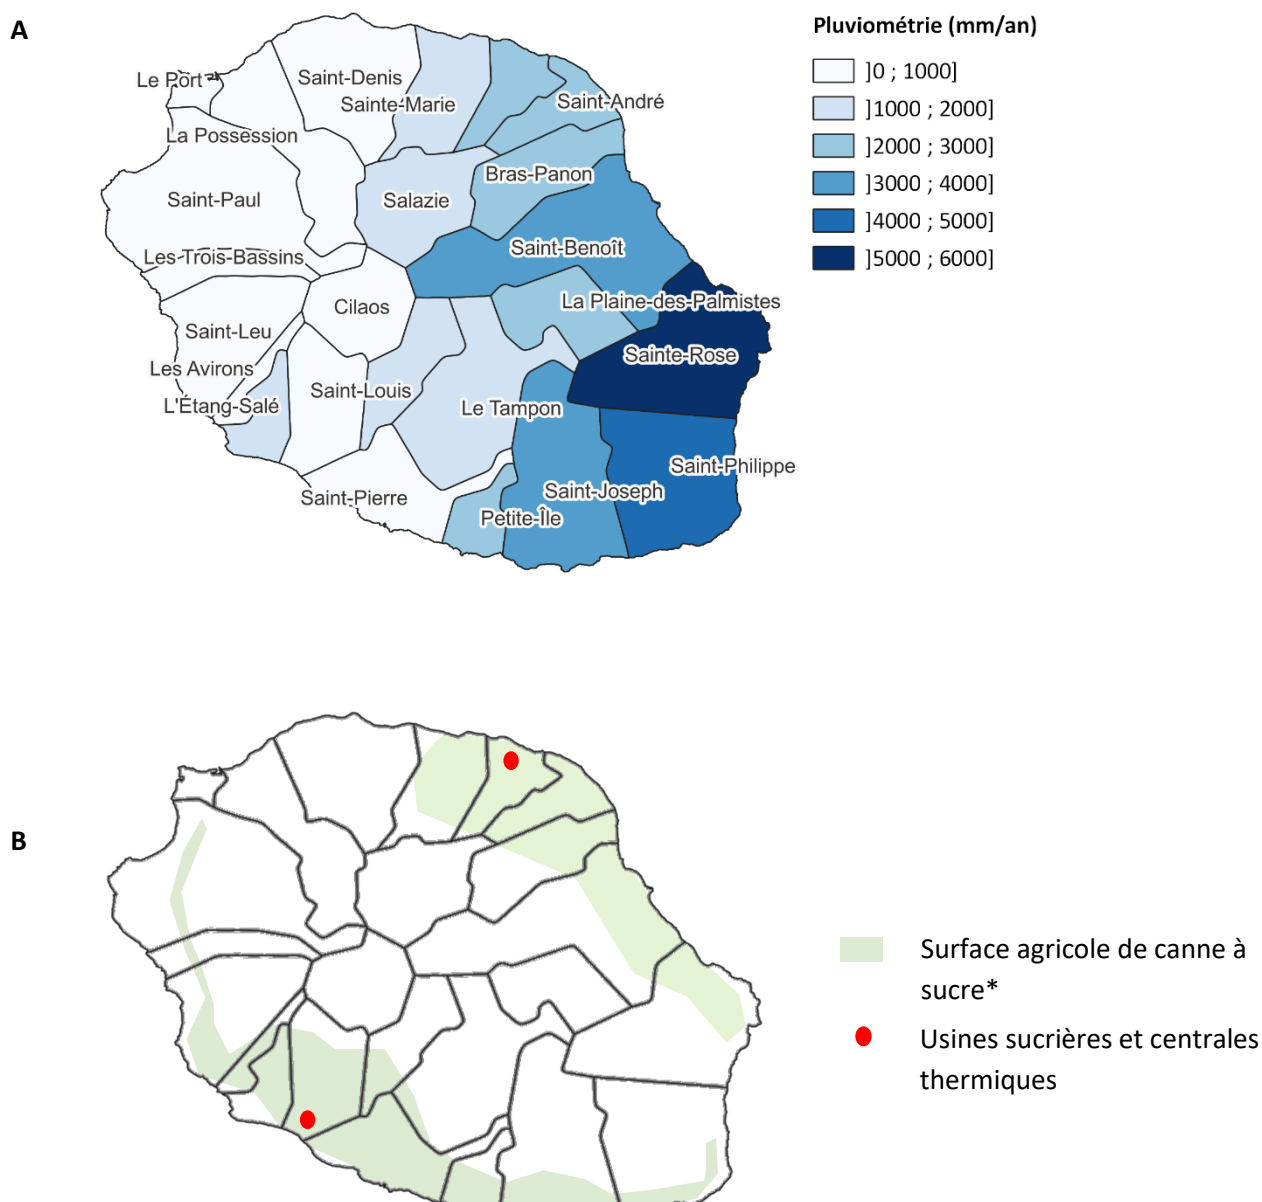 A
Pluviométrie (mm/an)
]0 ; 1000]
]1000 ; 2000]
]2000 ; 3000]
]3000 ; 4000]
]4000 ; 5000]
]5000 ; 6000]
Le Port
Saint-Denis
Sainte-Marie
Saint-André
La Possession
Bras-Panon
Saint-Paul
Salazie
Saint-Benoît
Les-Trois-Bassins
La Plaine-des-Palmistes
Cilaos
Saint-Leu
Sainte-Rose
Les Avirons
Saint-Louis
L'Étang-Salé
Le Tampon
Saint-Philippe
Saint-Joseph
Saint-Pierre
Petite-Île
B
Surface agricole de canne à
sucre*
Usines sucrières et centrales
thermiques